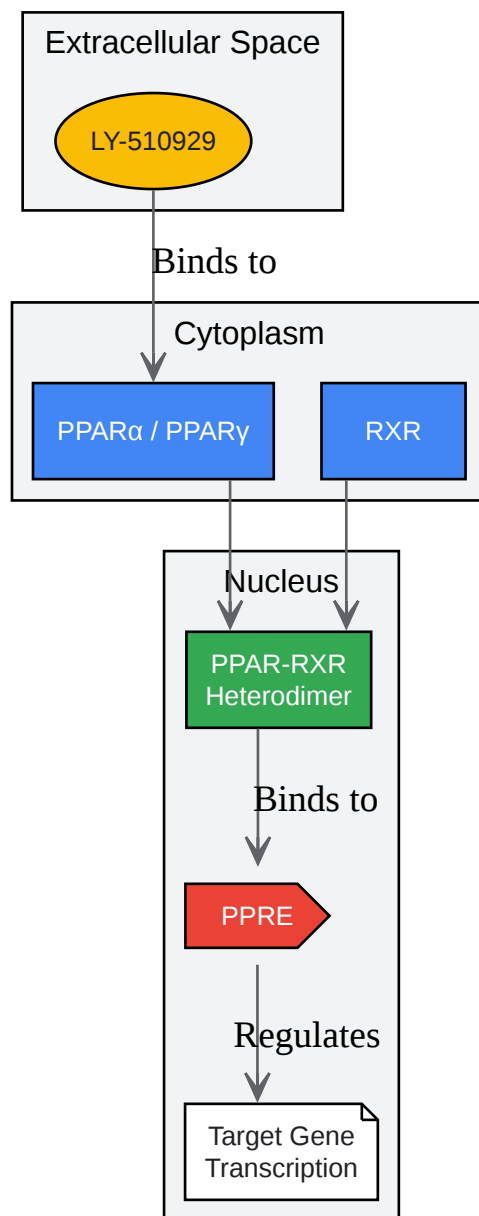 Extracellular Space
LY-510929
Binds to
Cytoplasm
PPARα / PPARγ
RXR
Nucleus
PPAR-RXR
Heterodimer
Binds to
PPRE
Regulates
Target Gene
Transcription